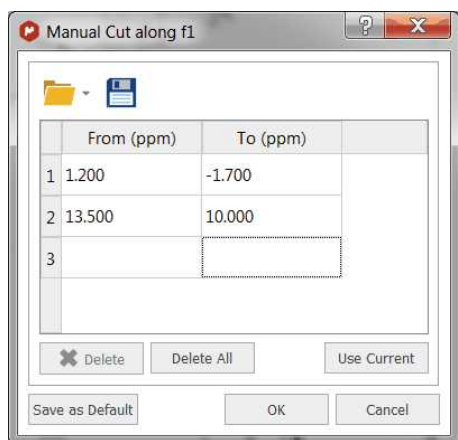 Manual Cut along f1
From (ppm) To (ppm)
1 1.200 -1.700
2 13.500 10.000
3
Delete Delete All Use Current
Save as Default OK Cancel